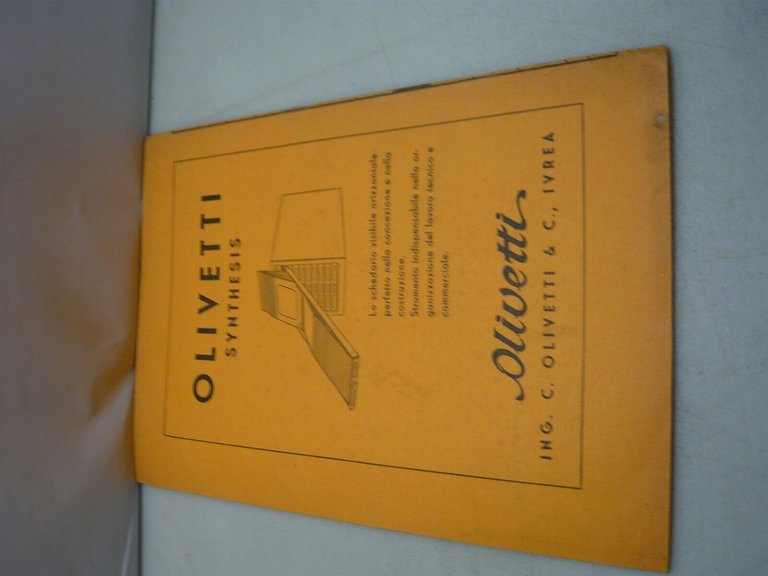 OLIVETTI
SYNTHESIS
Lo schedario visibile orizzontale
perfetto nella concezione e nella
costruzione.
Strumento indispensabile nella or-
ganizzazione del lavoro tecnico e
commerciale.
Olivetti
ING. C. OLIVETTI & C., IVREA